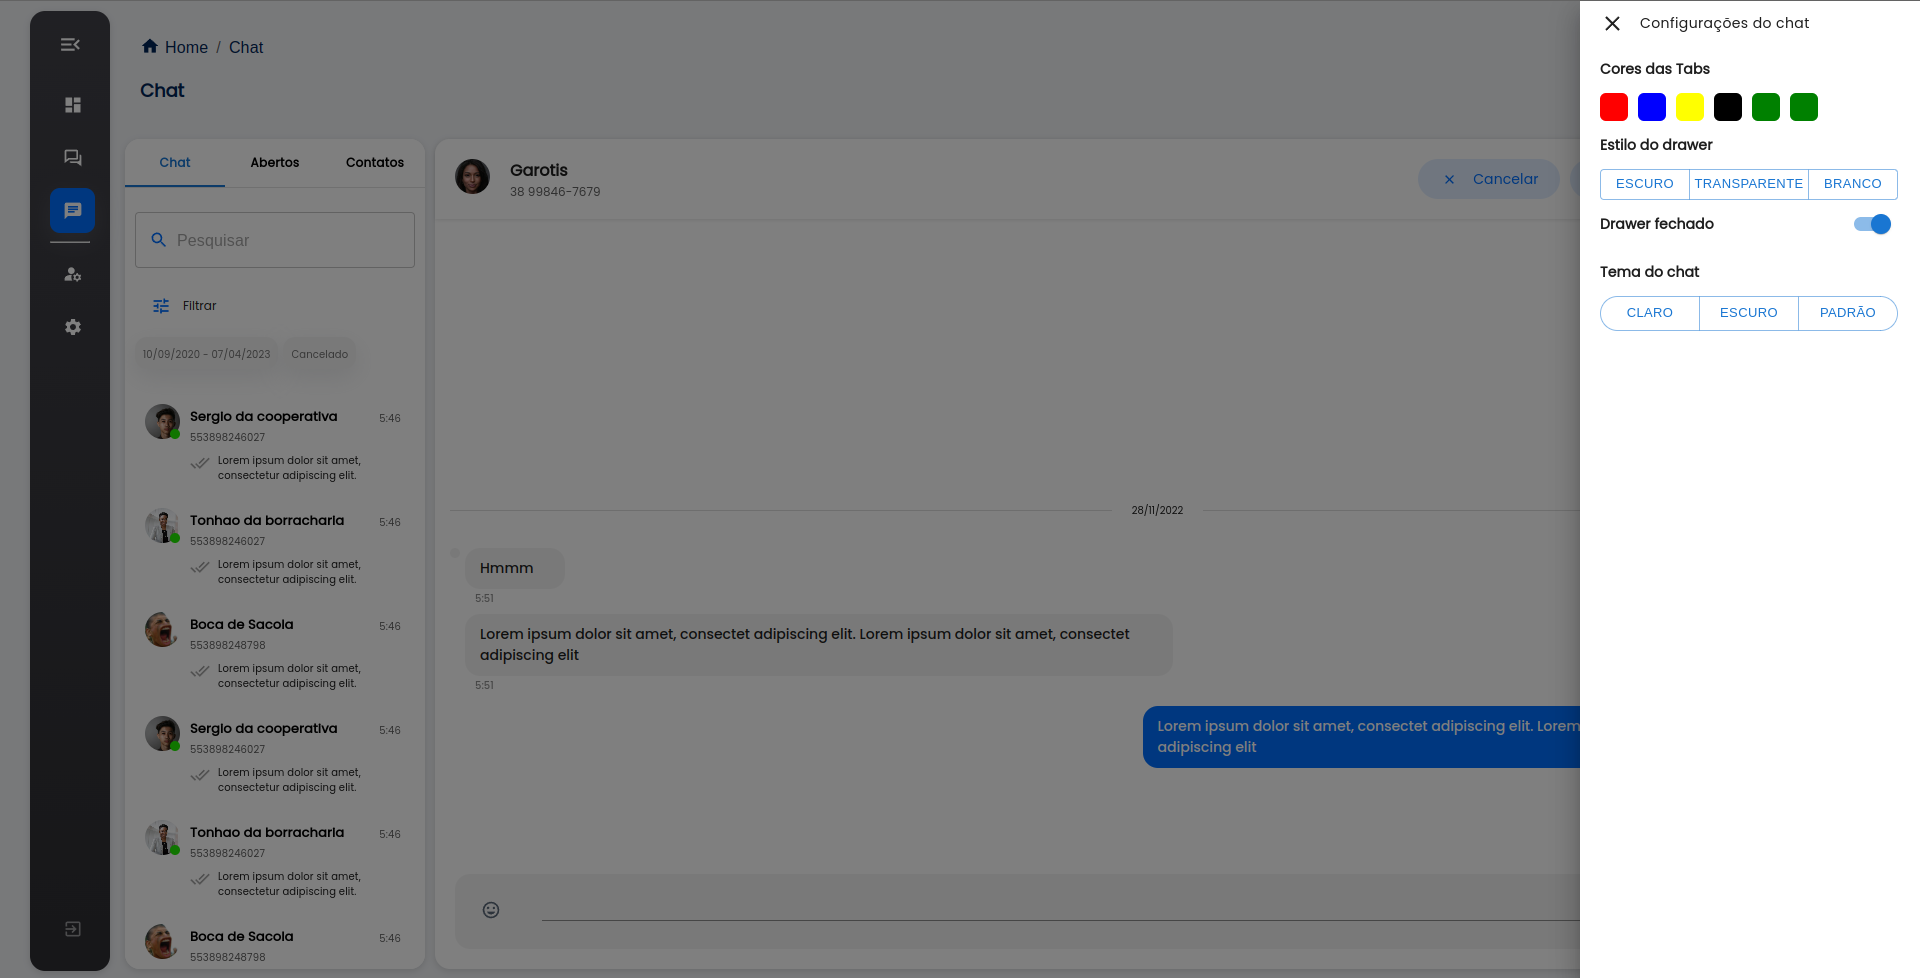 Home / Chat
Chat
Chat Abertos Contatos
Pesquisar
Filtrar
10/09/2020 - 07/04/2023 Cancelado
Sergio da cooperativa 5:46
553898246027
Lorem ipsum dolor sit amet,
consectetur adipiscing elit.
Tonhao da borracharia 5:46
553898246027
Lorem ipsum dolor sit amet,
consectetur adipiscing elit.
Boca de Sacola 5:46
553898248798
Lorem ipsum dolor sit amet,
consectetur adipiscing elit.
Sergio da cooperativa 5:46
553898246027
Lorem ipsum dolor sit amet,
consectetur adipiscing elit.
Tonhao da borracharia 5:46
553898246027
Lorem ipsum dolor sit amet,
consectetur adipiscing elit.
Boca de Sacola 5:46
553898248798
Garotis
38 99846-7679
Cancelar
28/11/2022
Hmmm
5:51
Lorem ipsum dolor sit amet, consectet adipiscing elit. Lorem ipsum dolor sit amet, consectet
adipiscing elit
5:51
Lorem ipsum dolor sit amet, consectet adipiscing elit. Lorem
adipiscing elit
Configurações do chat
Cores das Tabs
Estilo do drawer
ESCURO TRANSPARENTE BRANCO
Drawer fechado
Tema do chat
CLARO ESCURO PADRÃO